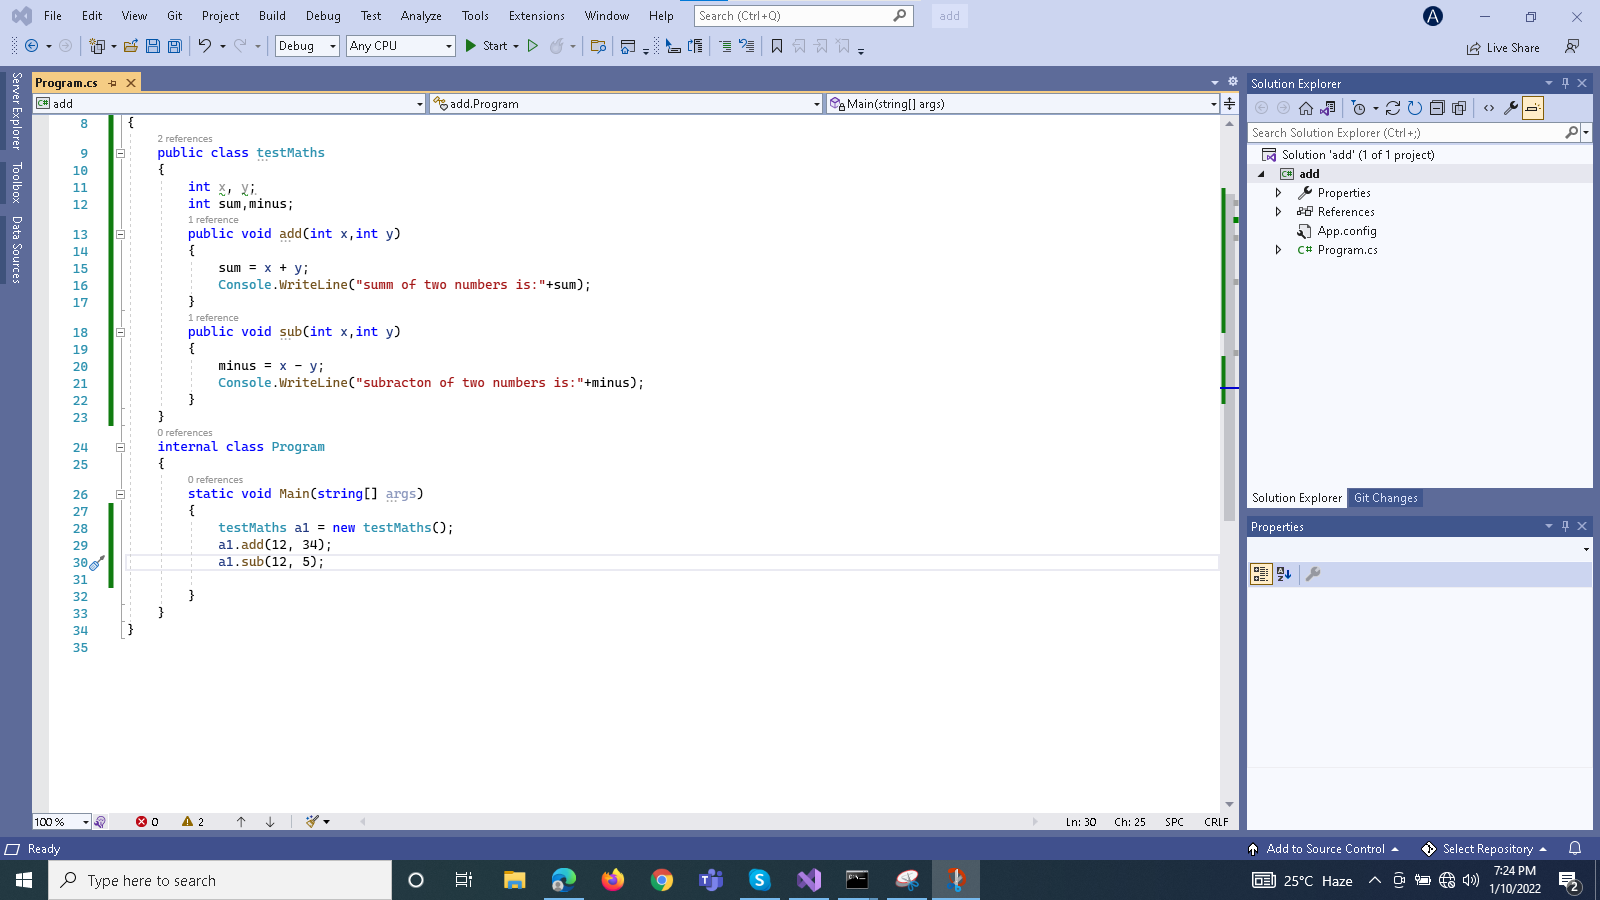 File Edit View Git Project Build Debug Test Analyze Tools Extensions Window Help Search (Ctrl+Q) add A
Debug Any CPU Start Live Share
Server Explorer
Toolbox
Data Sources
Program.cs
add add.Program Main(string[] args)
8 {
2 references
9 public class testMaths
10 {
11 int x, y;
12 int sum,minus;
1 reference
13 public void add(int x,int y)
14 {
15 sum = x + y;
16 Console.WriteLine("summ of two numbers is:"+sum);
17 }
1 reference
18 public void sub(int x,int y)
19 {
20 minus = x - y;
21 Console.WriteLine("subracton of two numbers is:"+minus);
22 }
23 }
0 references
24 internal class Program
25 {
0 references
26 static void Main(string[] args)
27 {
28 testMaths a1 = new testMaths();
29 a1.add(12, 34);
30 a1.sub(12, 5);
31
32 }
33 }
34 }
35
100 % 0 2 Ln: 30 Ch: 25 SPC CRLF
Solution Explorer
Search Solution Explorer (Ctrl+;)
Solution 'add' (1 of 1 project)
C# add
Properties
References
App.config
C# Program.cs
Solution Explorer Git Changes
Properties
Ready Add to Source Control Select Repository
Type here to search 25°C Haze 7:24 PM
1/10/2022 2